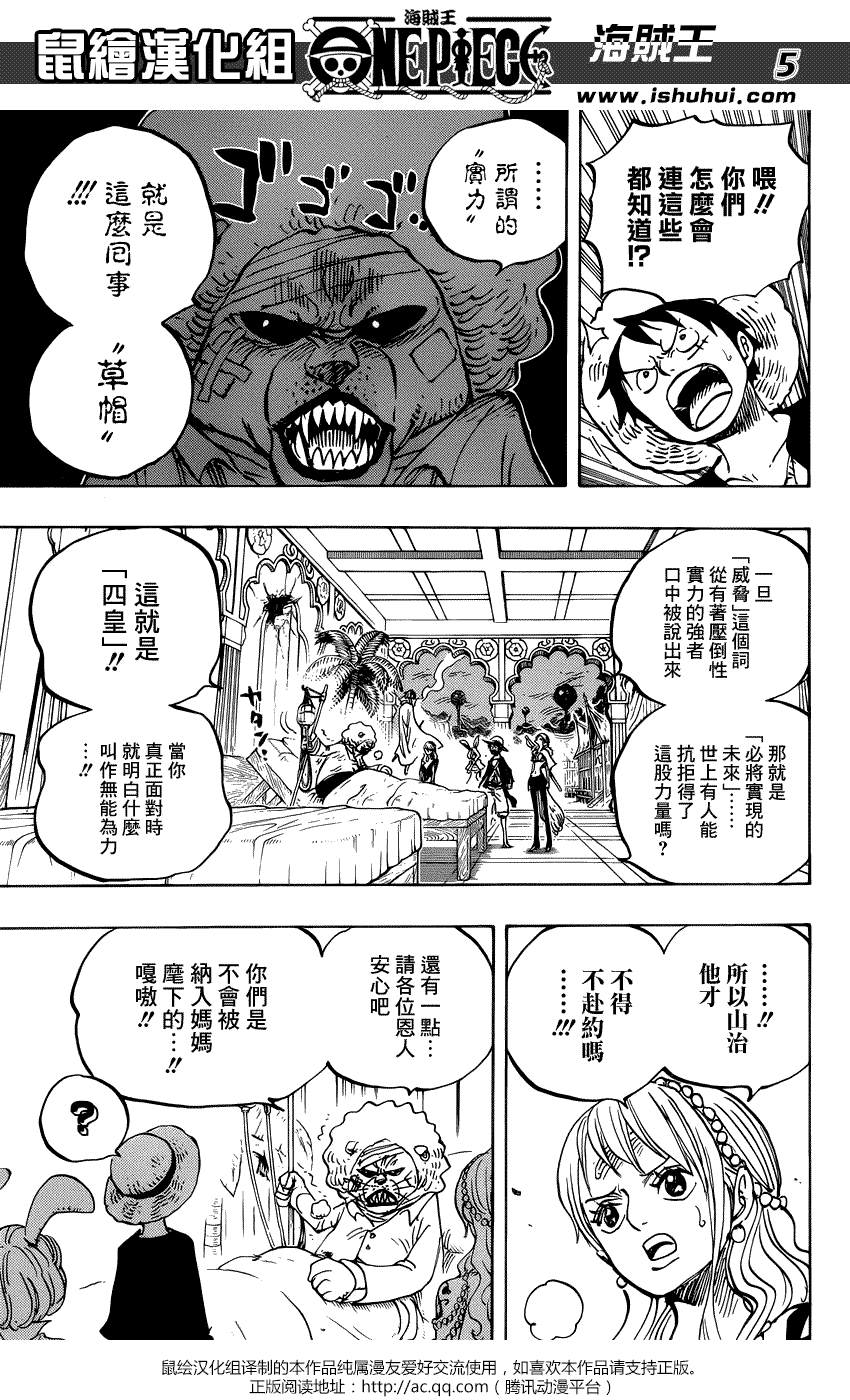 鼠繪漢化組
海賊王
ONE PIECE
海賊王
5
www.ishuhui.com
喂!!
你們
怎麼會
連這些
都知道!?
……
所謂的
〝實力〞
ゴゴゴ…
就是
這麼回事
!!!
〝草帽〞
一旦
「威脅」這個詞
從有著壓倒性
實力的強者
口中被說出來
那就是
「必將實現的
未來」……
世上有人能
抗拒得了
這股力量嗎?
這就是
「四皇」!!
當你
真正面對時
就明白什麼
叫作無能為力
…!!
カタン…
……!!
所以山治
他才
不得
不赴約嗎
……!!!
還有一點…
請各位恩人
安心吧
你們是
不會被
納入媽媽
麾下的…!!
嘎嗷!!
?
鼠绘汉化组译制的本作品纯属漫友爱好交流使用，如喜欢本作品请支持正版。
正版阅读地址：http://ac.qq.com（腾讯动漫平台）